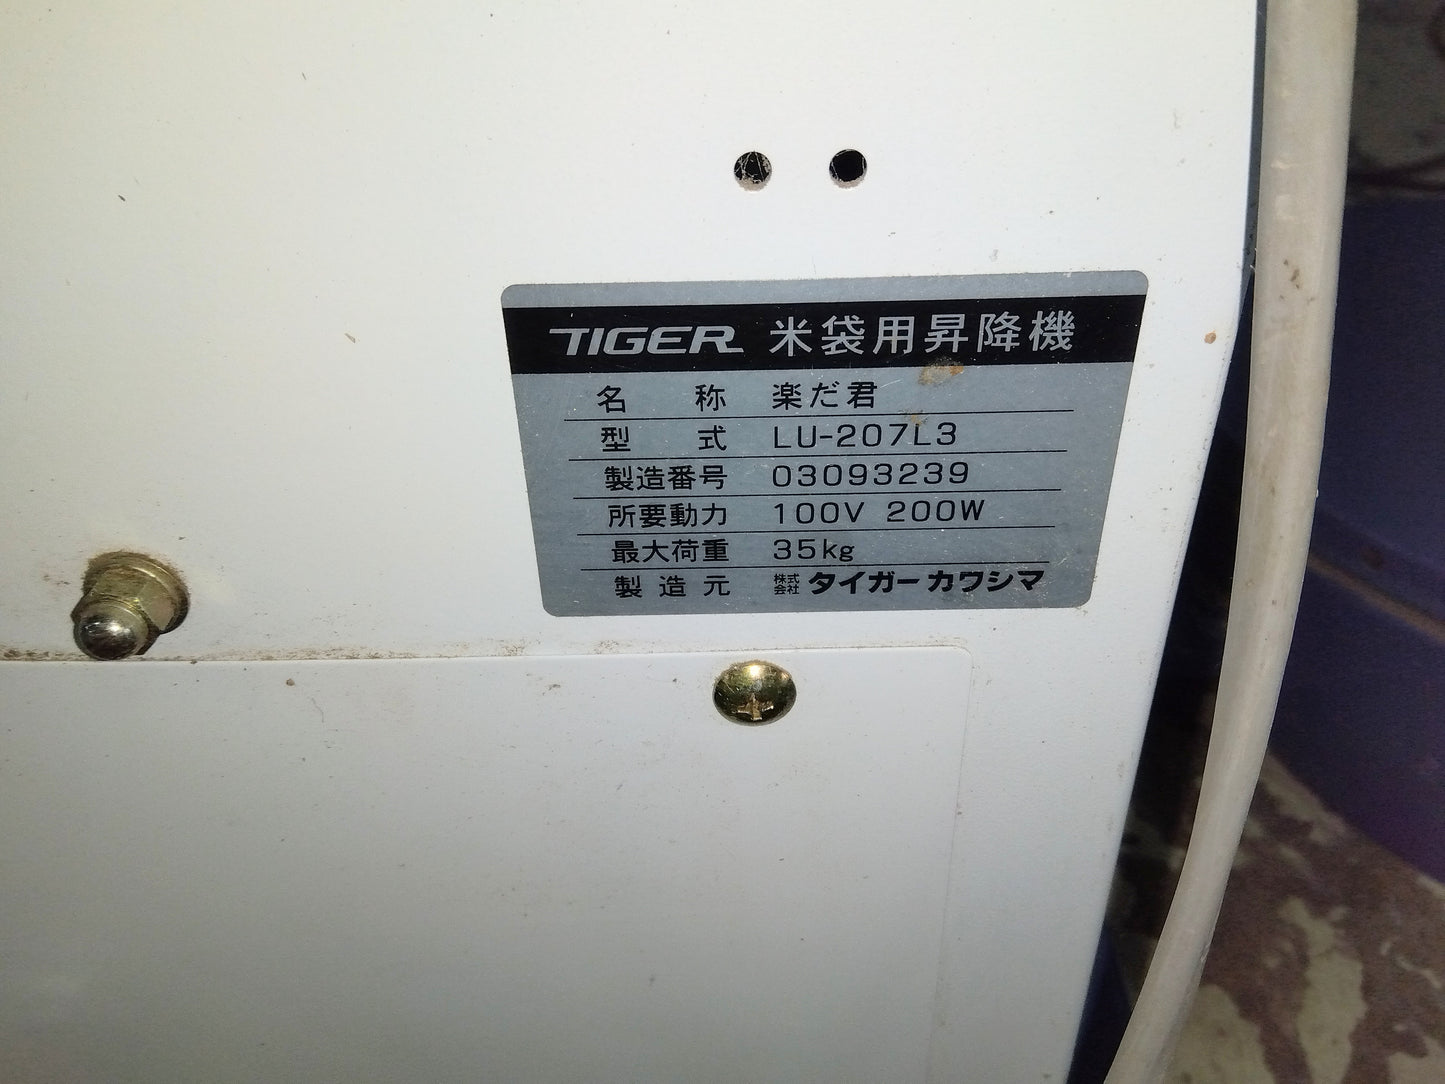 TIGER 米袋用昇降機
名称 楽だ君
型式 LU-207L3
製造番号 03093239
所要動力 100V 200W
最大荷重 35kg
製造元 株式会社 タイガーカワシマ